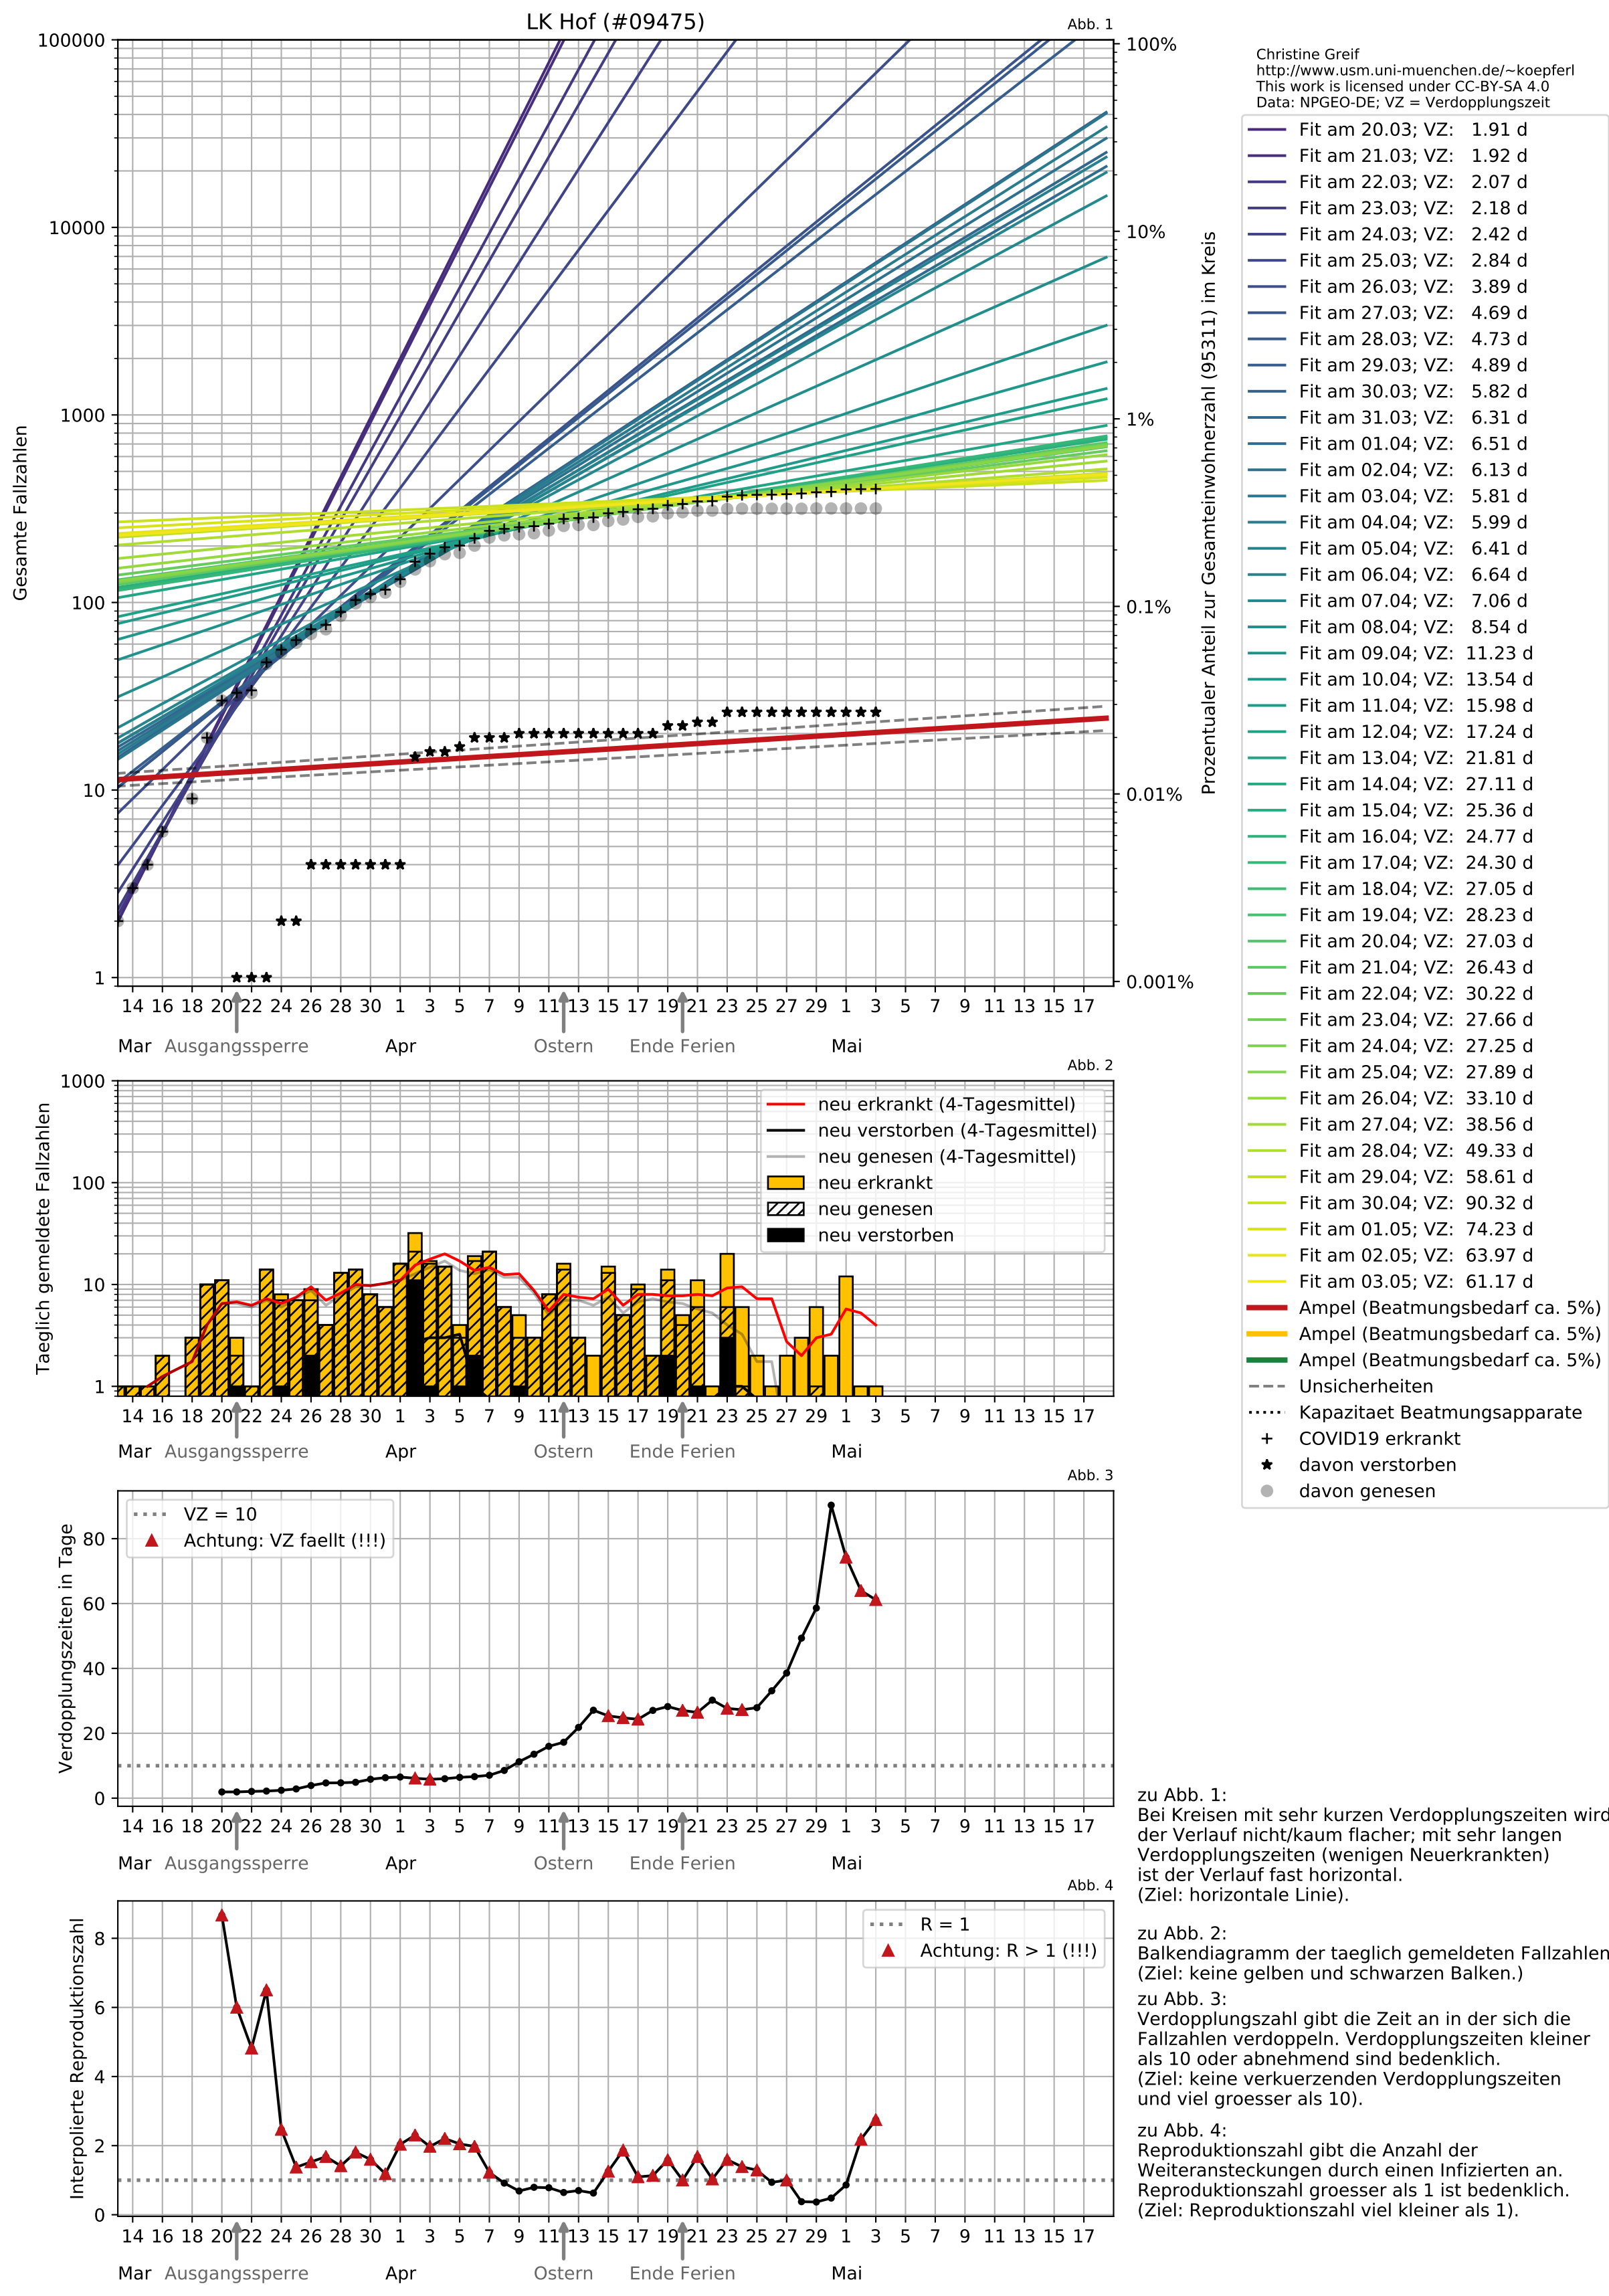 LK Hof (#09475)
Abb. 1
Christine Greif
http://www.usm.uni-muenchen.de/~koepferl
This work is licensed under CC-BY-SA 4.0
Data: NPGEO-DE; VZ = Verdopplungszeit
Fit am 20.03; VZ: 1.91 d
Fit am 21.03; VZ: 1.92 d
Fit am 22.03; VZ: 2.07 d
Fit am 23.03; VZ: 2.18 d
Fit am 24.03; VZ: 2.42 d
Fit am 25.03; VZ: 2.84 d
Fit am 26.03; VZ: 3.89 d
Fit am 27.03; VZ: 4.69 d
Fit am 28.03; VZ: 4.73 d
Fit am 29.03; VZ: 4.89 d
Fit am 30.03; VZ: 5.82 d
Fit am 31.03; VZ: 6.31 d
Fit am 01.04; VZ: 6.51 d
Fit am 02.04; VZ: 6.13 d
Fit am 03.04; VZ: 5.81 d
Fit am 04.04; VZ: 5.99 d
Fit am 05.04; VZ: 6.41 d
Fit am 06.04; VZ: 6.64 d
Fit am 07.04; VZ: 7.06 d
Fit am 08.04; VZ: 8.54 d
Fit am 09.04; VZ: 11.23 d
Fit am 10.04; VZ: 13.54 d
Fit am 11.04; VZ: 15.98 d
Fit am 12.04; VZ: 17.24 d
Fit am 13.04; VZ: 21.81 d
Fit am 14.04; VZ: 27.11 d
Fit am 15.04; VZ: 25.36 d
Fit am 16.04; VZ: 24.77 d
Fit am 17.04; VZ: 24.30 d
Fit am 18.04; VZ: 27.05 d
Fit am 19.04; VZ: 28.23 d
Fit am 20.04; VZ: 27.03 d
Fit am 21.04; VZ: 26.43 d
Fit am 22.04; VZ: 30.22 d
Fit am 23.04; VZ: 27.66 d
Fit am 24.04; VZ: 27.25 d
Fit am 25.04; VZ: 27.89 d
Fit am 26.04; VZ: 33.10 d
Fit am 27.04; VZ: 38.56 d
Fit am 28.04; VZ: 49.33 d
Fit am 29.04; VZ: 58.61 d
Fit am 30.04; VZ: 90.32 d
Fit am 01.05; VZ: 74.23 d
Fit am 02.05; VZ: 63.97 d
Fit am 03.05; VZ: 61.17 d
Ampel (Beatmungsbedarf ca. 5%)
Ampel (Beatmungsbedarf ca. 5%)
Ampel (Beatmungsbedarf ca. 5%)
Unsicherheiten
Kapazitaet Beatmungsapparate
COVID19 erkrankt
davon verstorben
davon genesen
Gesamte Fallzahlen
100000
10000
1000
100
10
1
100%
10%
1%
0.1%
0.01%
0.001%
Prozentualer Anteil zur Gesamteinwohnerzahl (95311) im Kreis
14 16 18 20 22 24 26 28 30 1 3 5 7 9 11 13 15 17 19 21 23 25 27 29 1 3 5 7 9 11 13 15 17
Mar Ausgangssperre Apr Ostern Ende Ferien Mai
Abb. 2
Taeglich gemeldete Fallzahlen
1000
100
10
1
neu erkrankt (4-Tagesmittel)
neu verstorben (4-Tagesmittel)
neu genesen (4-Tagesmittel)
neu erkrankt
neu genesen
neu verstorben
14 16 18 20 22 24 26 28 30 1 3 5 7 9 11 13 15 17 19 21 23 25 27 29 1 3 5 7 9 11 13 15 17
Mar Ausgangssperre Apr Ostern Ende Ferien Mai
Abb. 3
Verdopplungszeiten in Tage
80
60
40
20
0
VZ = 10
Achtung: VZ faellt (!!!)
14 16 18 20 22 24 26 28 30 1 3 5 7 9 11 13 15 17 19 21 23 25 27 29 1 3 5 7 9 11 13 15 17
Mar Ausgangssperre Apr Ostern Ende Ferien Mai
Abb. 4
Interpolierte Reproduktionszahl
8
6
4
2
0
R = 1
Achtung: R > 1 (!!!)
14 16 18 20 22 24 26 28 30 1 3 5 7 9 11 13 15 17 19 21 23 25 27 29 1 3 5 7 9 11 13 15 17
Mar Ausgangssperre Apr Ostern Ende Ferien Mai
zu Abb. 1:
Bei Kreisen mit sehr kurzen Verdopplungszeiten wird
der Verlauf nicht/kaum flacher; mit sehr langen
Verdopplungszeiten (wenigen Neuerkrankten)
ist der Verlauf fast horizontal.
(Ziel: horizontale Linie).
zu Abb. 2:
Balkendiagramm der taeglich gemeldeten Fallzahlen
(Ziel: keine gelben und schwarzen Balken.)
zu Abb. 3:
Verdopplungszahl gibt die Zeit an in der sich die
Fallzahlen verdoppeln. Verdopplungszeiten kleiner
als 10 oder abnehmend sind bedenklich.
(Ziel: keine verkuerzenden Verdopplungszeiten
und viel groesser als 10).
zu Abb. 4:
Reproduktionszahl gibt die Anzahl der
Weiteransteckungen durch einen Infizierten an.
Reproduktionszahl groesser als 1 ist bedenklich.
(Ziel: Reproduktionszahl viel kleiner als 1).